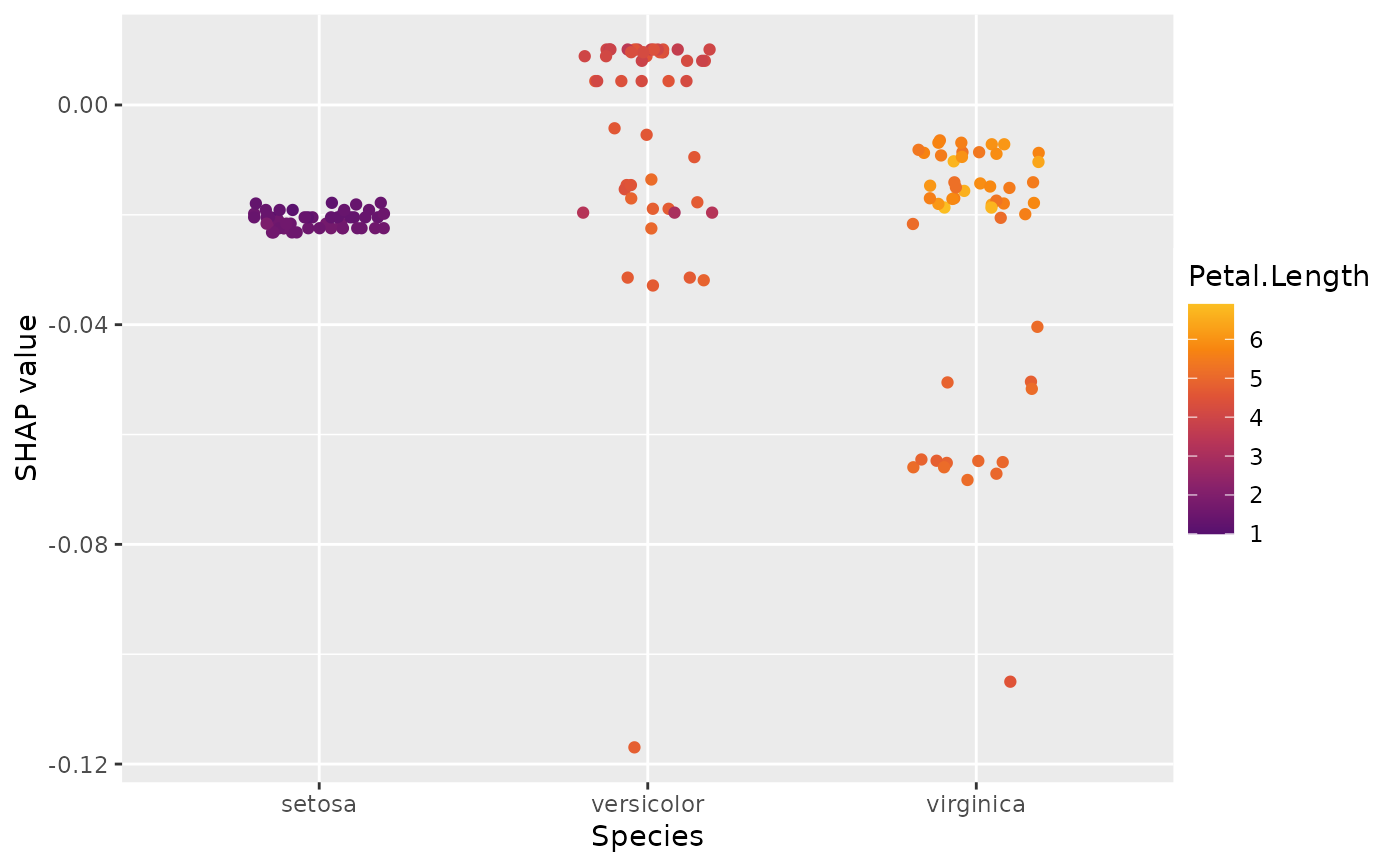 0.00
-0.04
-0.08
-0.12
SHAP value
setosa
versicolor
virginica
Species
Petal.Length
6
5
4
3
2
1